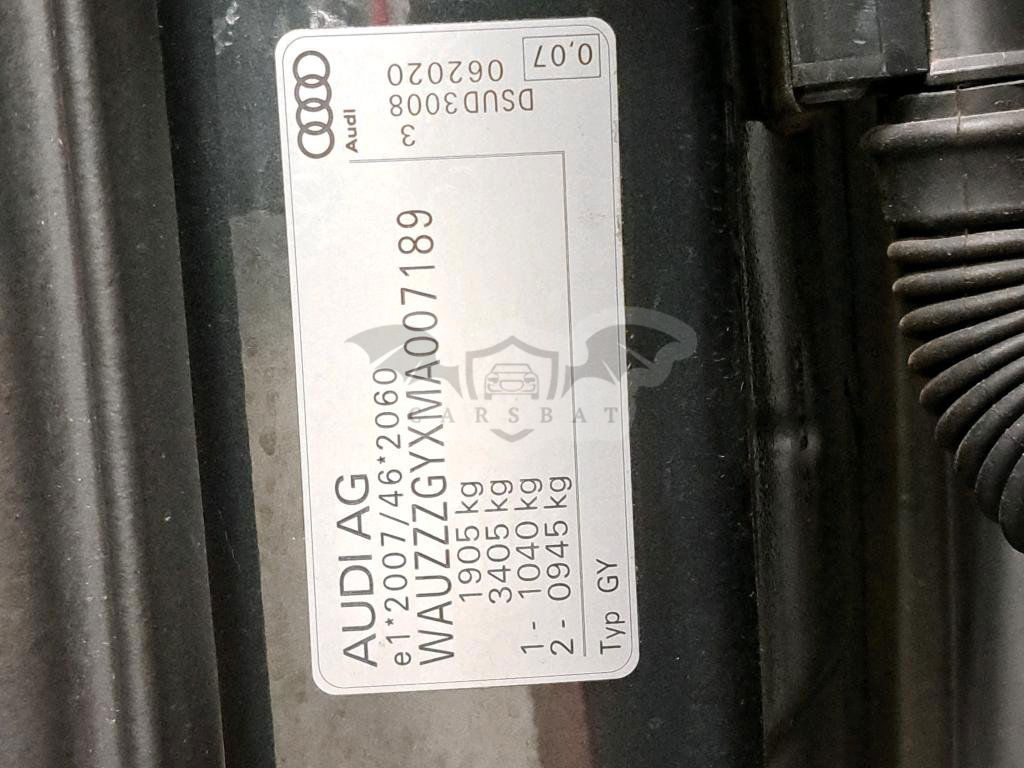 AUDI AG
e1*2007/46*2060
WAUZZZGYXMA007189
1905 kg
3405 kg
1 - 1040 kg
2 - 0945 kg
Typ GY
Audi
3
DSUD3008
062020
0,07
CARSBAT